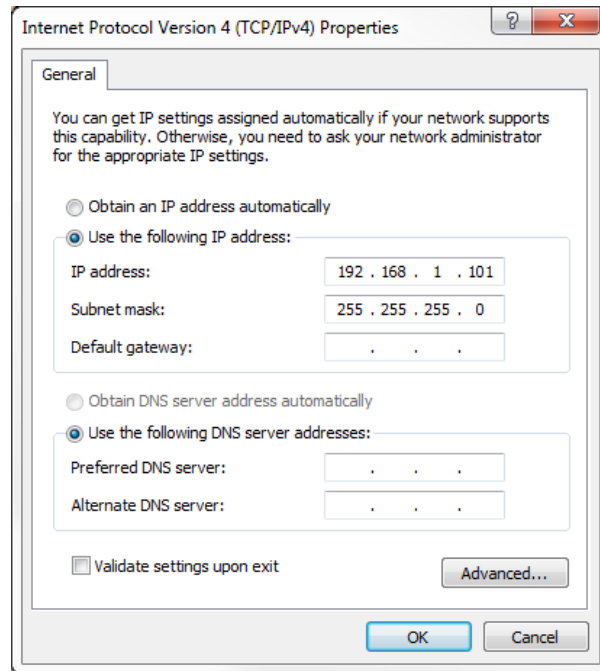 Internet Protocol Version 4 (TCP/IPv4) Properties
General
You can get IP settings assigned automatically if your network supports
this capability. Otherwise, you need to ask your network administrator
for the appropriate IP settings.
Obtain an IP address automatically
Use the following IP address:
IP address: 192 . 168 . 1 . 101
Subnet mask: 255 . 255 . 255 . 0
Default gateway: . . .
Obtain DNS server address automatically
Use the following DNS server addresses:
Preferred DNS server: . . .
Alternate DNS server: . . .
Validate settings upon exit
Advanced...
OK Cancel